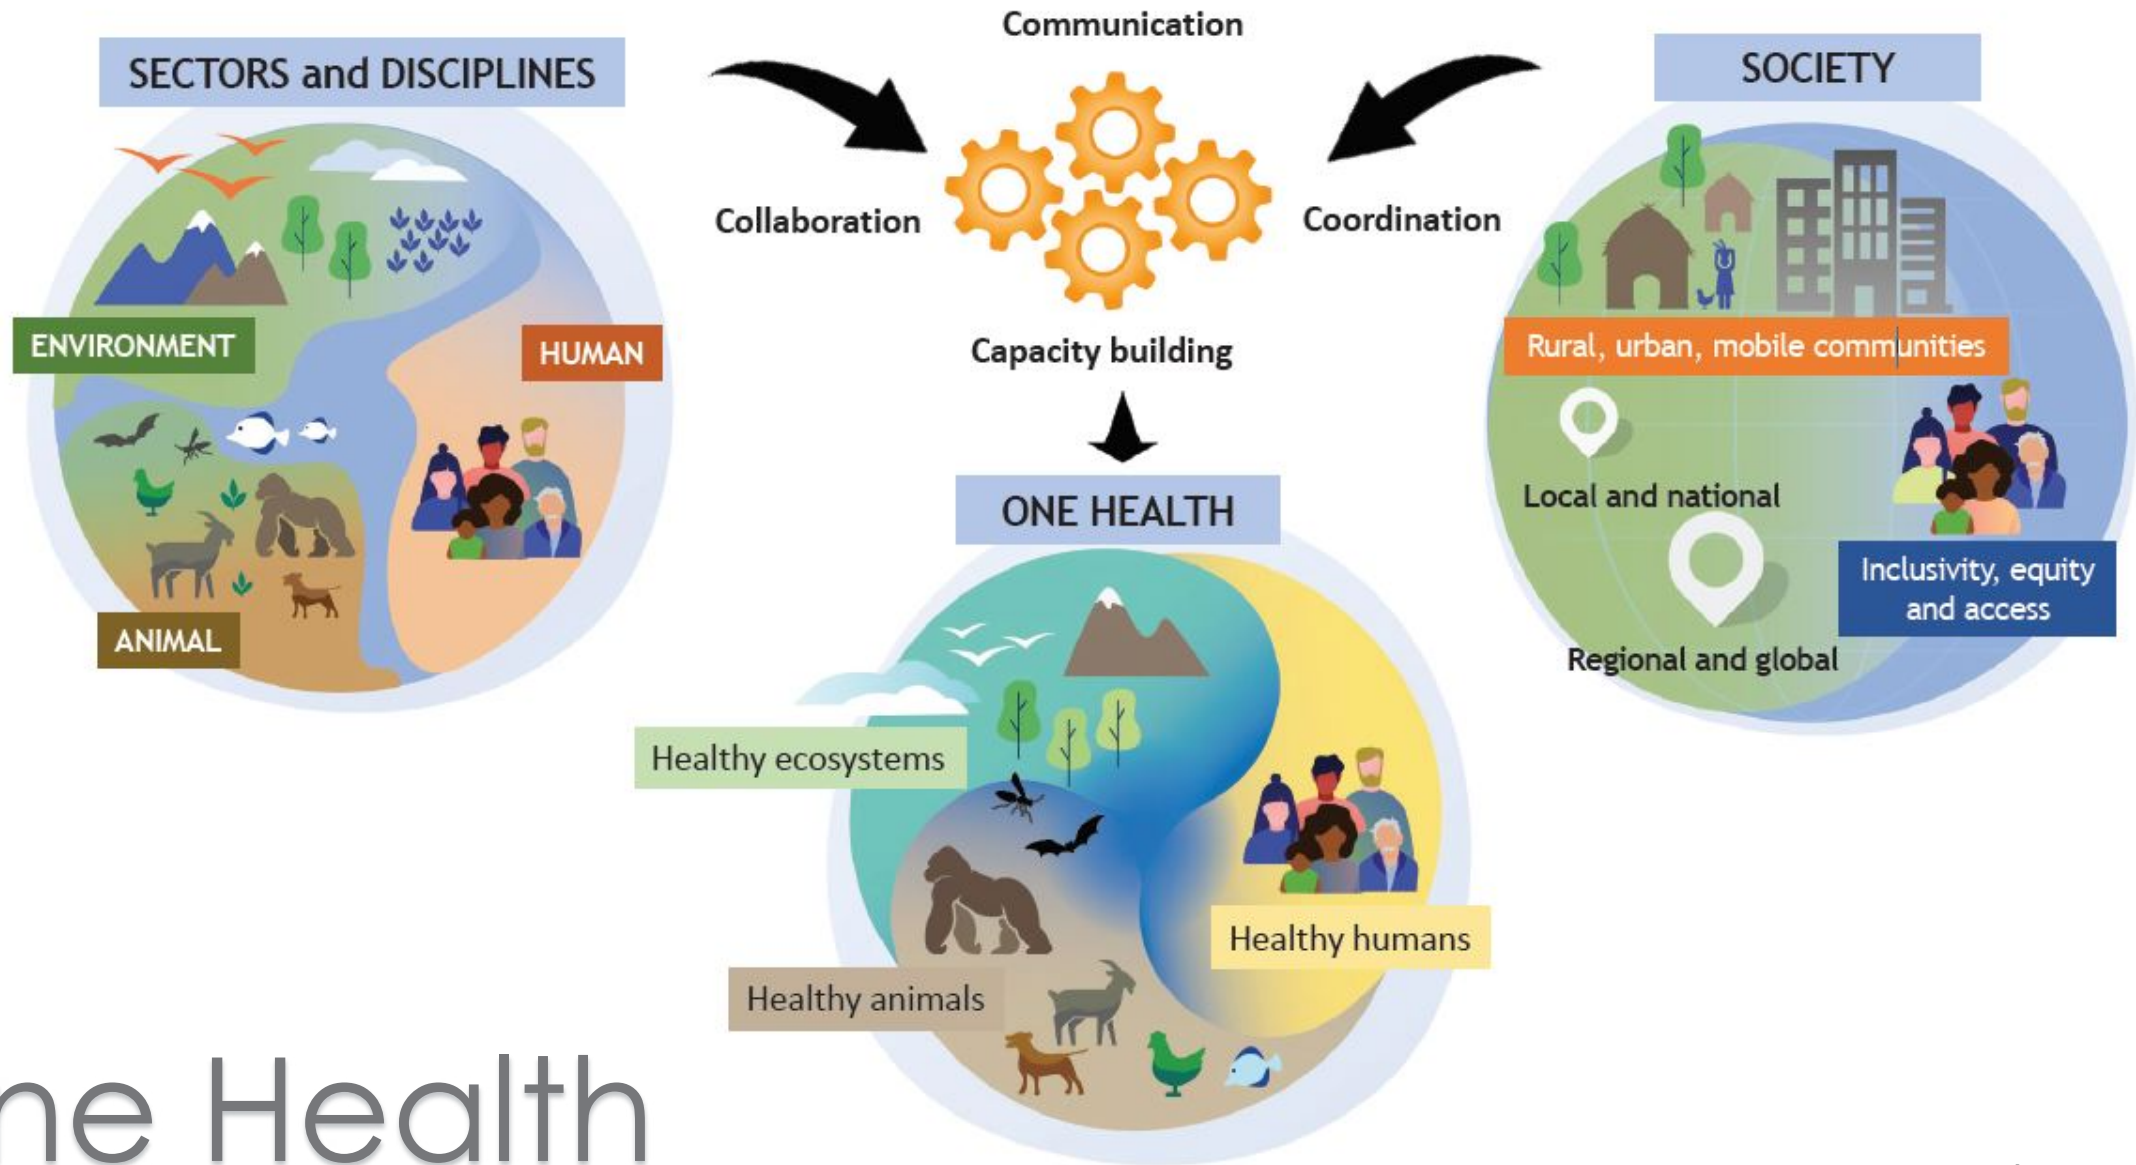 Communication
SECTORS and DISCIPLINES
SOCIETY
Collaboration
Coordination
ENVIRONMENT
HUMAN
Capacity building
Rural, urban, mobile communities
ANIMAL
Local and national
ONE HEALTH
Inclusivity, equity
and access
Regional and global
Healthy ecosystems
Healthy humans
Healthy animals
ne Health